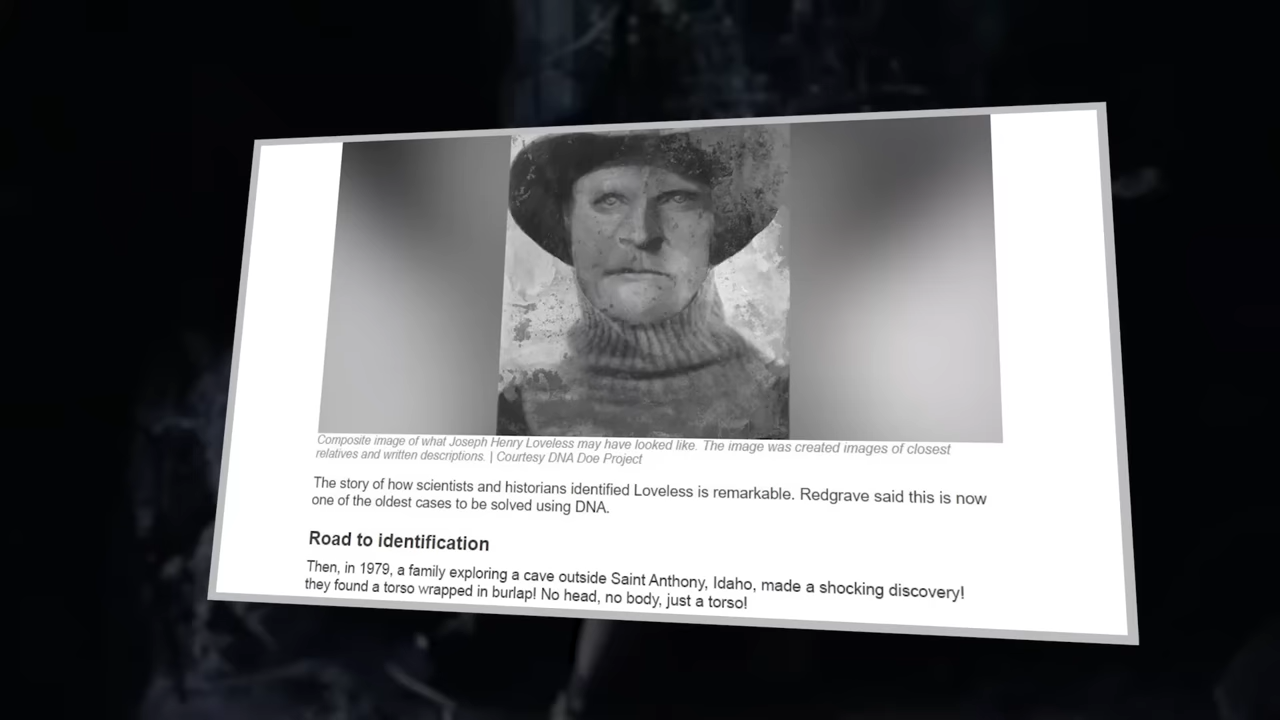 Composite image of what Joseph Henry Loveless may have looked like. The image was created images of closest
relatives and written descriptions. | Courtesy DNA Doe Project
The story of how scientists and historians identified Loveless is remarkable. Redgrave said this is now
one of the oldest cases to be solved using DNA.
Road to identification
Then, in 1979, a family exploring a cave outside Saint Anthony, Idaho, made a shocking discovery!
they found a torso wrapped in burlap! No head, no body, just a torso!